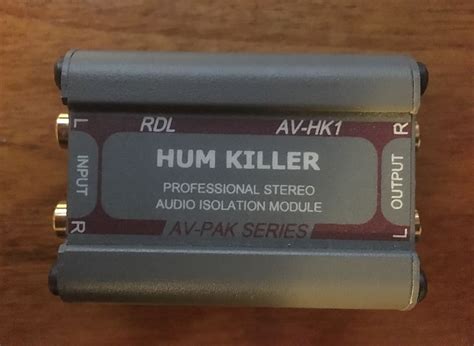 RDL AV-HK1
L INPUT R
HUM KILLER
PROFESSIONAL STEREO
AUDIO ISOLATION MODULE
R OUTPUT L
AV-PAK SERIES